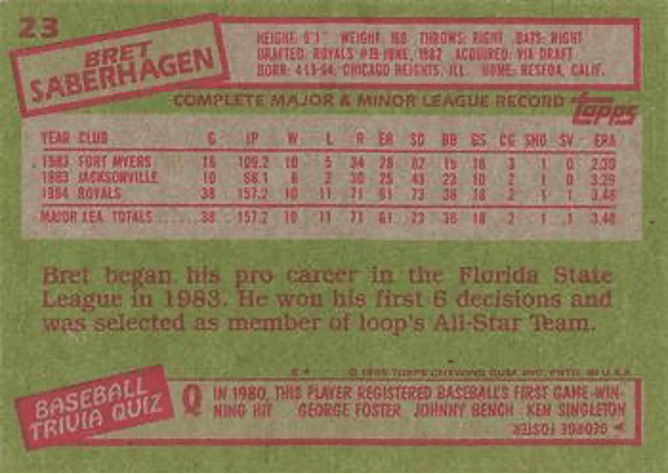 23
BRET
SABERHAGEN
HEIGHT: 6'1" WEIGHT: 160 THROWS: RIGHT BATS: RIGHT
DRAFTED: ROYALS #19-JUNE, 1982 ACQUIRED: VIA DRAFT
BORN: 4-13-64, CHICAGO HEIGHTS, ILL. HOME: RESEDA, CALIF.
COMPLETE MAJOR & MINOR LEAGUE RECORD topps
YEAR CLUB G IP W L R ER SO BB GS CG SHO SV ERA
1983 FORT MYERS 16 109.2 10 5 34 28 82 19 16 3 1 0 2.30
1983 JACKSONVILLE 10 6 2 30 25 43 23 10 2 1 0
1984 ROYALS 38 157.2 10 11 71 61 73 36 18 2 1 1 3.48
MAJOR LEA. TOTALS 38 157.2 10 11 71 61 73 36 18 2 1 1 3.48
Bret began his pro career in the Florida State
League in 1983. He won his first 6 decisions and
was selected as member of loop's All-Star Team.
© 1985 TOPPS CHEWING GUM, INC. PRTD. IN U.S.A.
BASEBALL
TRIVIA QUIZ
Q IN 1980, THIS PLAYER REGISTERED BASEBALL'S FIRST GAME-WIN-
NING HIT GEORGE FOSTER JOHNNY BENCH KEN SINGLETON
GEORGE FOSTER